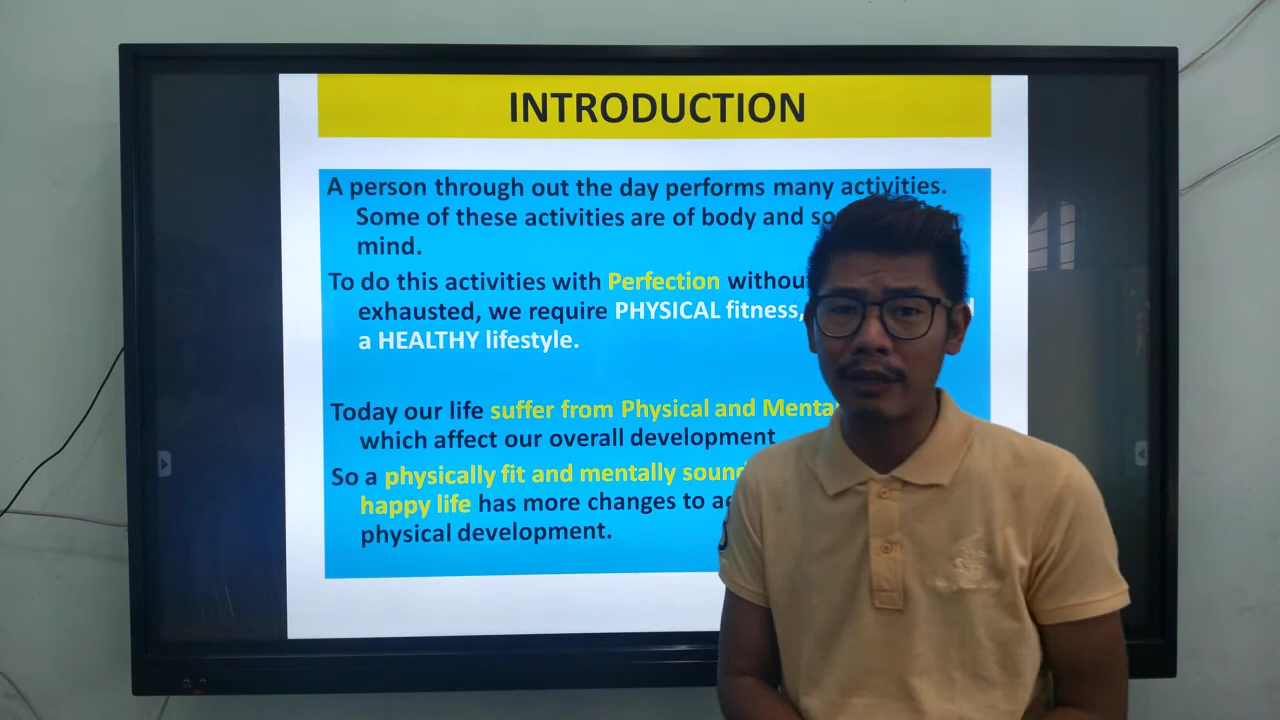 INTRODUCTION
A person through out the day performs many activities.
Some of these activities are of body and
mind.
To do this activities with Perfection without
exhausted, we require PHYSICAL fitness,
a HEALTHY lifestyle.
Today our life suffer from Physical and Mental
which affect our overall development
So a physically fit and mentally sound
happy life has more changes to
physical development.